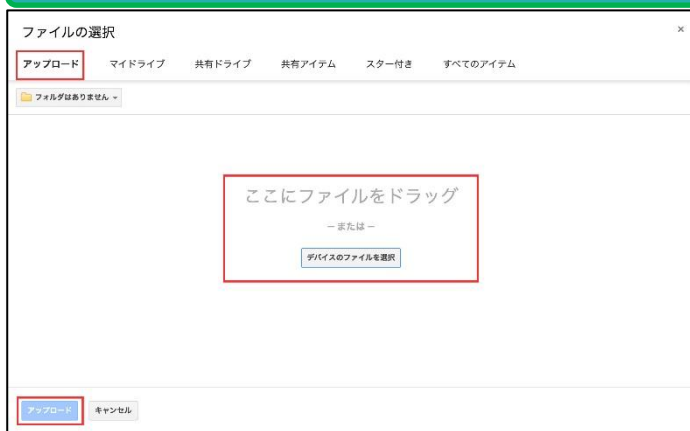 ファイルの選択
×
アップロード マイドライブ 共有ドライブ 共有アイテム スター付き すべてのアイテム
フォルダはありません
ここにファイルをドラッグ
– または –
デバイスのファイルを選択
アップロード キャンセル